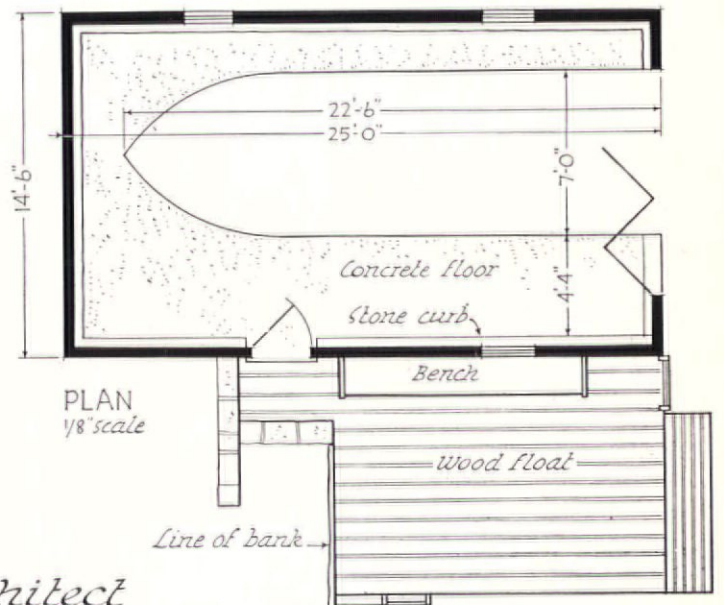 22'-6"
25'-0"
14'-6"
7'-0"
4'-4"
Concrete floor
Stone curb
Bench
PLAN
1/8" scale
Wood float
Line of bank
hitect